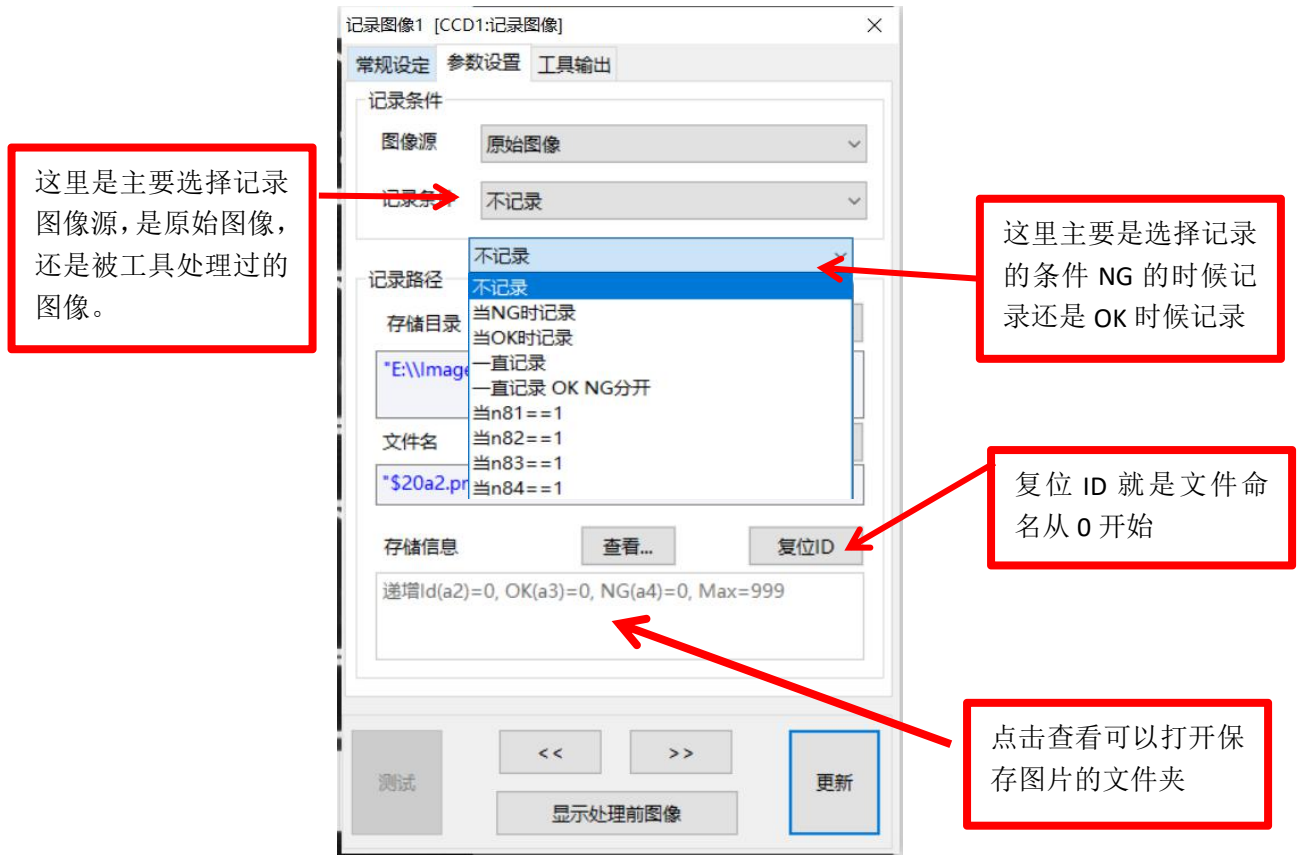 记录图像1 [CCD1:记录图像]
常规设定 参数设置 工具输出
记录条件
图像源 原始图像
记录条件 不记录
不记录
不记录
当NG时记录
当OK时记录
一直记录
一直记录 OK NG分开
当n81==1
当n82==1
当n83==1
当n84==1
记录路径
存储目录
"E:\\Image
文件名
"$20a2.pr
存储信息 查看... 复位ID
递增Id(a2)=0, OK(a3)=0, NG(a4)=0, Max=999
测试 << >> 更新
显示处理前图像
这里是主要选择记录
图像源，是原始图像，
还是被工具处理过的
图像。
这里主要是选择记录
的条件 NG 的时候记
录还是 OK 时候记录
复位 ID 就是文件命
名从 0 开始
点击查看可以打开保
存图片的文件夹